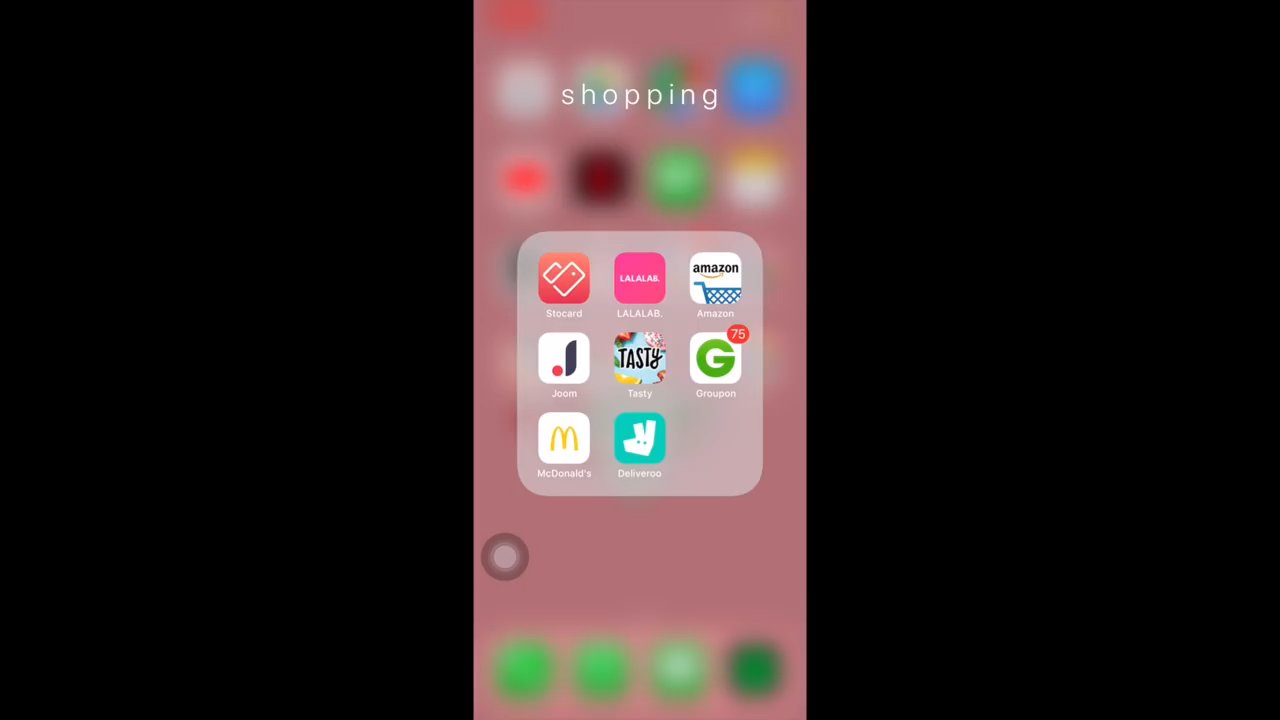 shopping
LALALAB.
amazon
Stocard
LALALAB.
Amazon
TASTY
75
Joom
Tasty
Groupon
McDonald's
Deliveroo